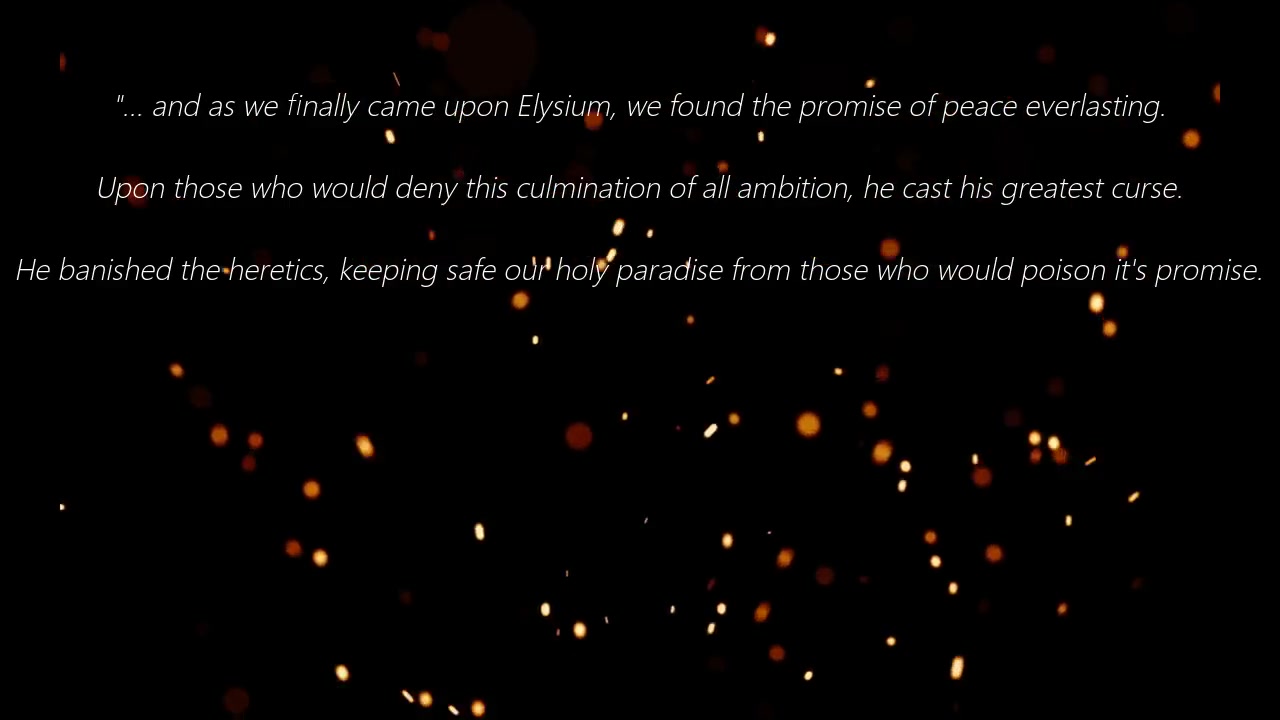 "... and as we finally came upon Elysium, we found the promise of peace everlasting.
Upon those who would deny this culmination of all ambition, he cast his greatest curse.
He banished the heretics, keeping safe our holy paradise from those who would poison it's promise.